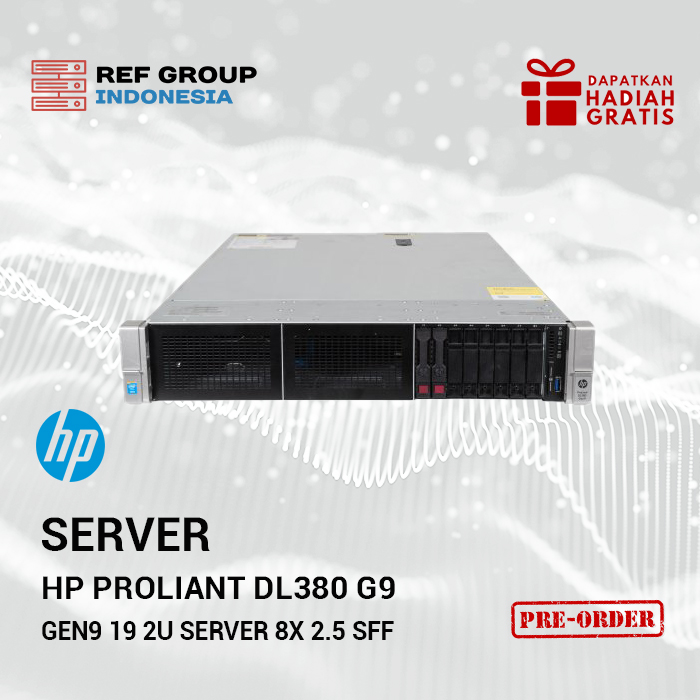 REF GROUP
INDONESIA
DAPATKAN
HADIAH
GRATIS
hp
SERVER
HP PROLIANT DL380 G9
GEN9 19 2U SERVER 8X 2.5 SFF
PRE-ORDER